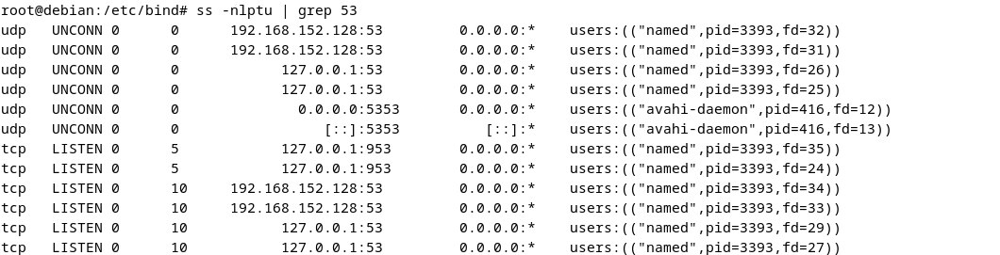 root@debian:/etc/bind# ss -nlptu | grep 53
udp   UNCONN 0      0      192.168.152.128:53         0.0.0.0:*    users:(("named",pid=3393,fd=32))
udp   UNCONN 0      0      192.168.152.128:53         0.0.0.0:*    users:(("named",pid=3393,fd=31))
udp   UNCONN 0      0            127.0.0.1:53         0.0.0.0:*    users:(("named",pid=3393,fd=26))
udp   UNCONN 0      0            127.0.0.1:53         0.0.0.0:*    users:(("named",pid=3393,fd=25))
udp   UNCONN 0      0              0.0.0.0:5353       0.0.0.0:*    users:(("avahi-daemon",pid=416,fd=12))
udp   UNCONN 0      0                 [::]:5353          [::]:*    users:(("avahi-daemon",pid=416,fd=13))
tcp   LISTEN 0      5            127.0.0.1:953        0.0.0.0:*    users:(("named",pid=3393,fd=35))
tcp   LISTEN 0      5            127.0.0.1:953        0.0.0.0:*    users:(("named",pid=3393,fd=24))
tcp   LISTEN 0      10     192.168.152.128:53         0.0.0.0:*    users:(("named",pid=3393,fd=34))
tcp   LISTEN 0      10     192.168.152.128:53         0.0.0.0:*    users:(("named",pid=3393,fd=33))
tcp   LISTEN 0      10           127.0.0.1:53         0.0.0.0:*    users:(("named",pid=3393,fd=29))
tcp   LISTEN 0      10           127.0.0.1:53         0.0.0.0:*    users:(("named",pid=3393,fd=27))